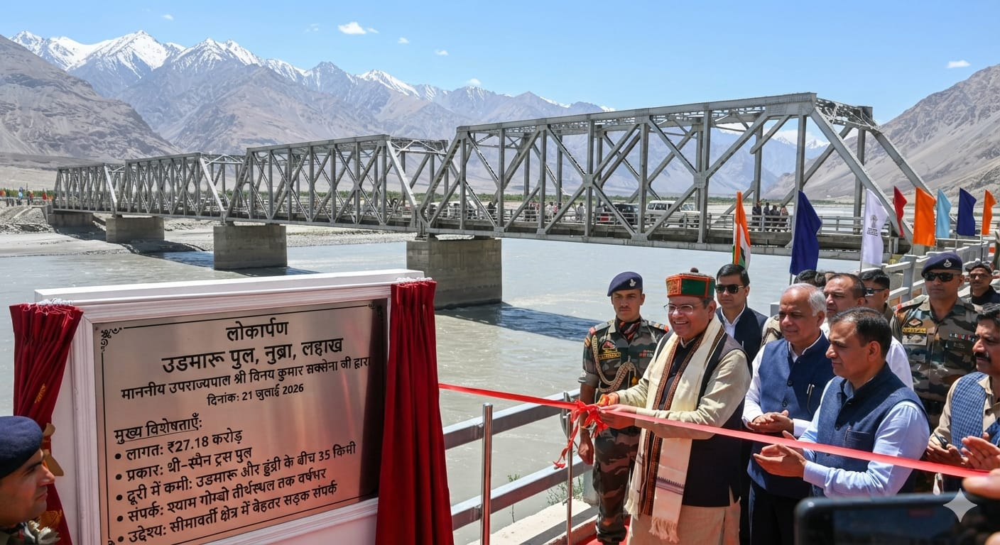 लोकार्पण
उडमारू पुल, नुब्रा, लद्दाख
माननीय उपराज्यपाल श्री विनय कुमार सक्सेना जी द्वारा
दिनांक: 21 जुलाई 2026
मुख्य विशेषताएँ:
• लागत: ₹27.18 करोड़
• प्रकार: थ्री-स्पैन ट्रस पुल
• दूरी में कमी: उडमारू और हुंद्री के बीच 35 किमी
• संपर्क: श्याम गोम्बो तीर्थस्थल तक वर्षभर
• उद्देश्य: सीमावर्ती क्षेत्र में बेहतर सड़क संपर्क